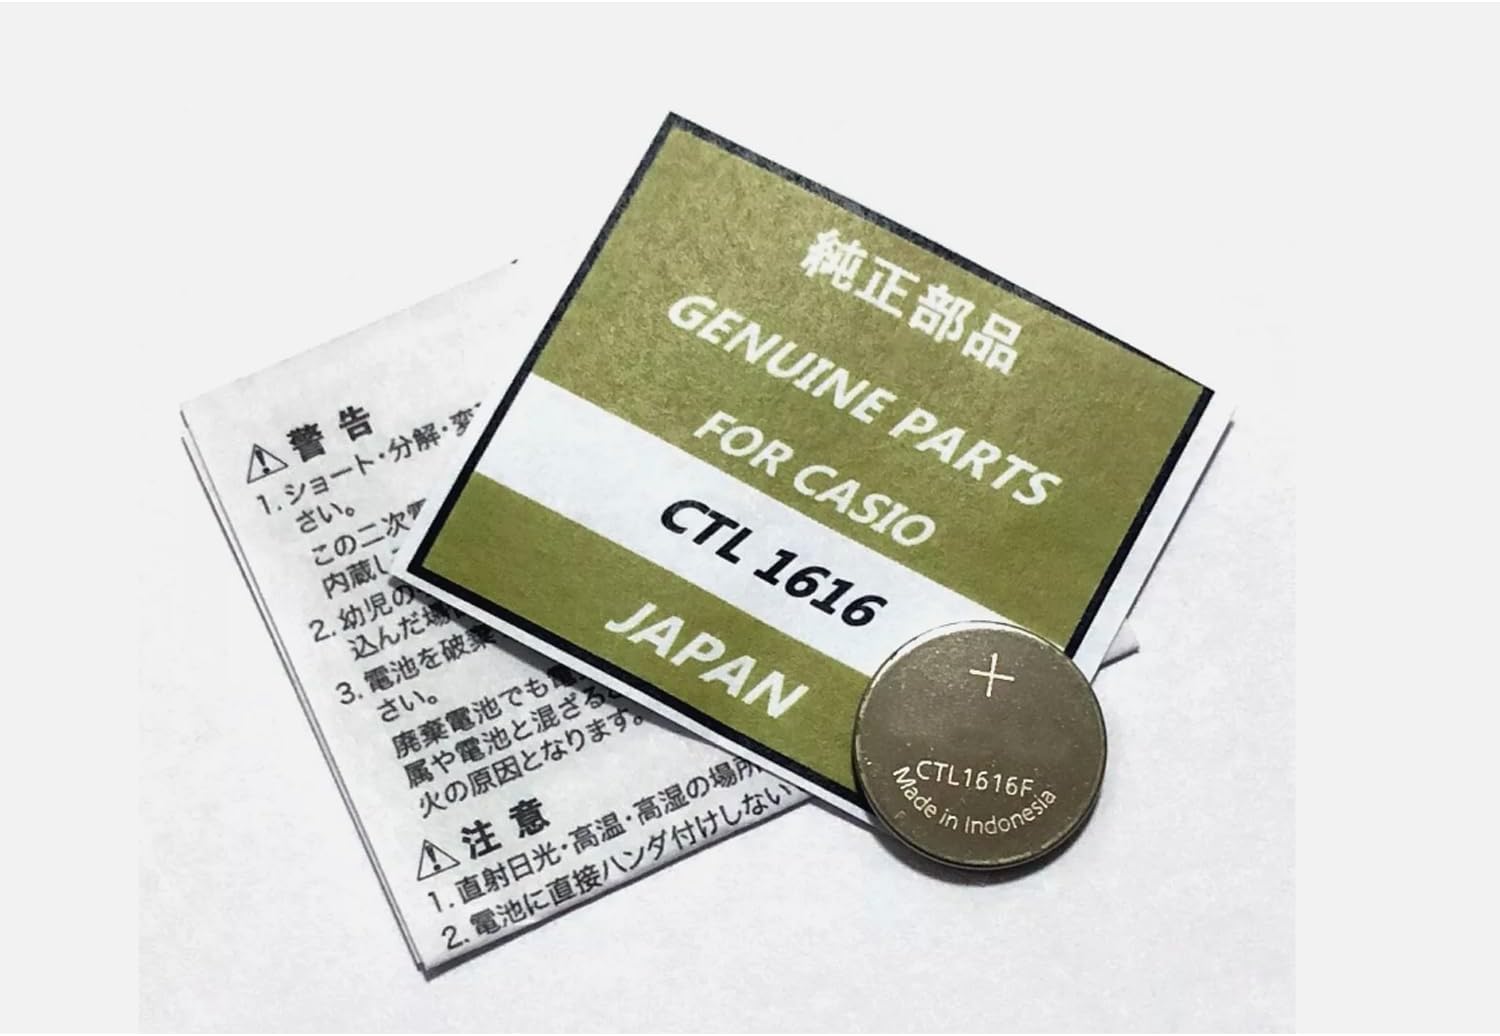 純正部品
GENUINE PARTS
FOR CASIO
CTL 1616
JAPAN
CTL1616F
Made in Indonesia
⚠警告
1. ショート・分解・変
さい。
この二次電
内蔵し
2. 幼児の
込んだ場
3. 電池を破棄
さい。
廃棄電池でも電
属や電池と混ざると
火の原因となります。
⚠注意
1. 直射日光・高温・高湿の場所
2. 電池に直接ハンダ付けしない